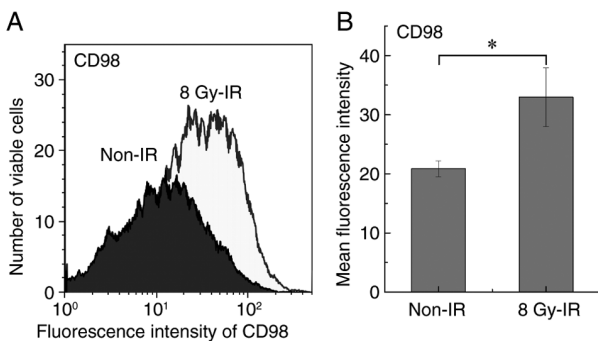 A
CD98
Number of viable cells
30
20
10
0
8 Gy-IR
Non-IR
10⁰ 10¹ 10²
Fluorescence intensity of CD98
B
CD98
*
Mean fluorescence intensity
40
30
20
10
0
Non-IR 8 Gy-IR